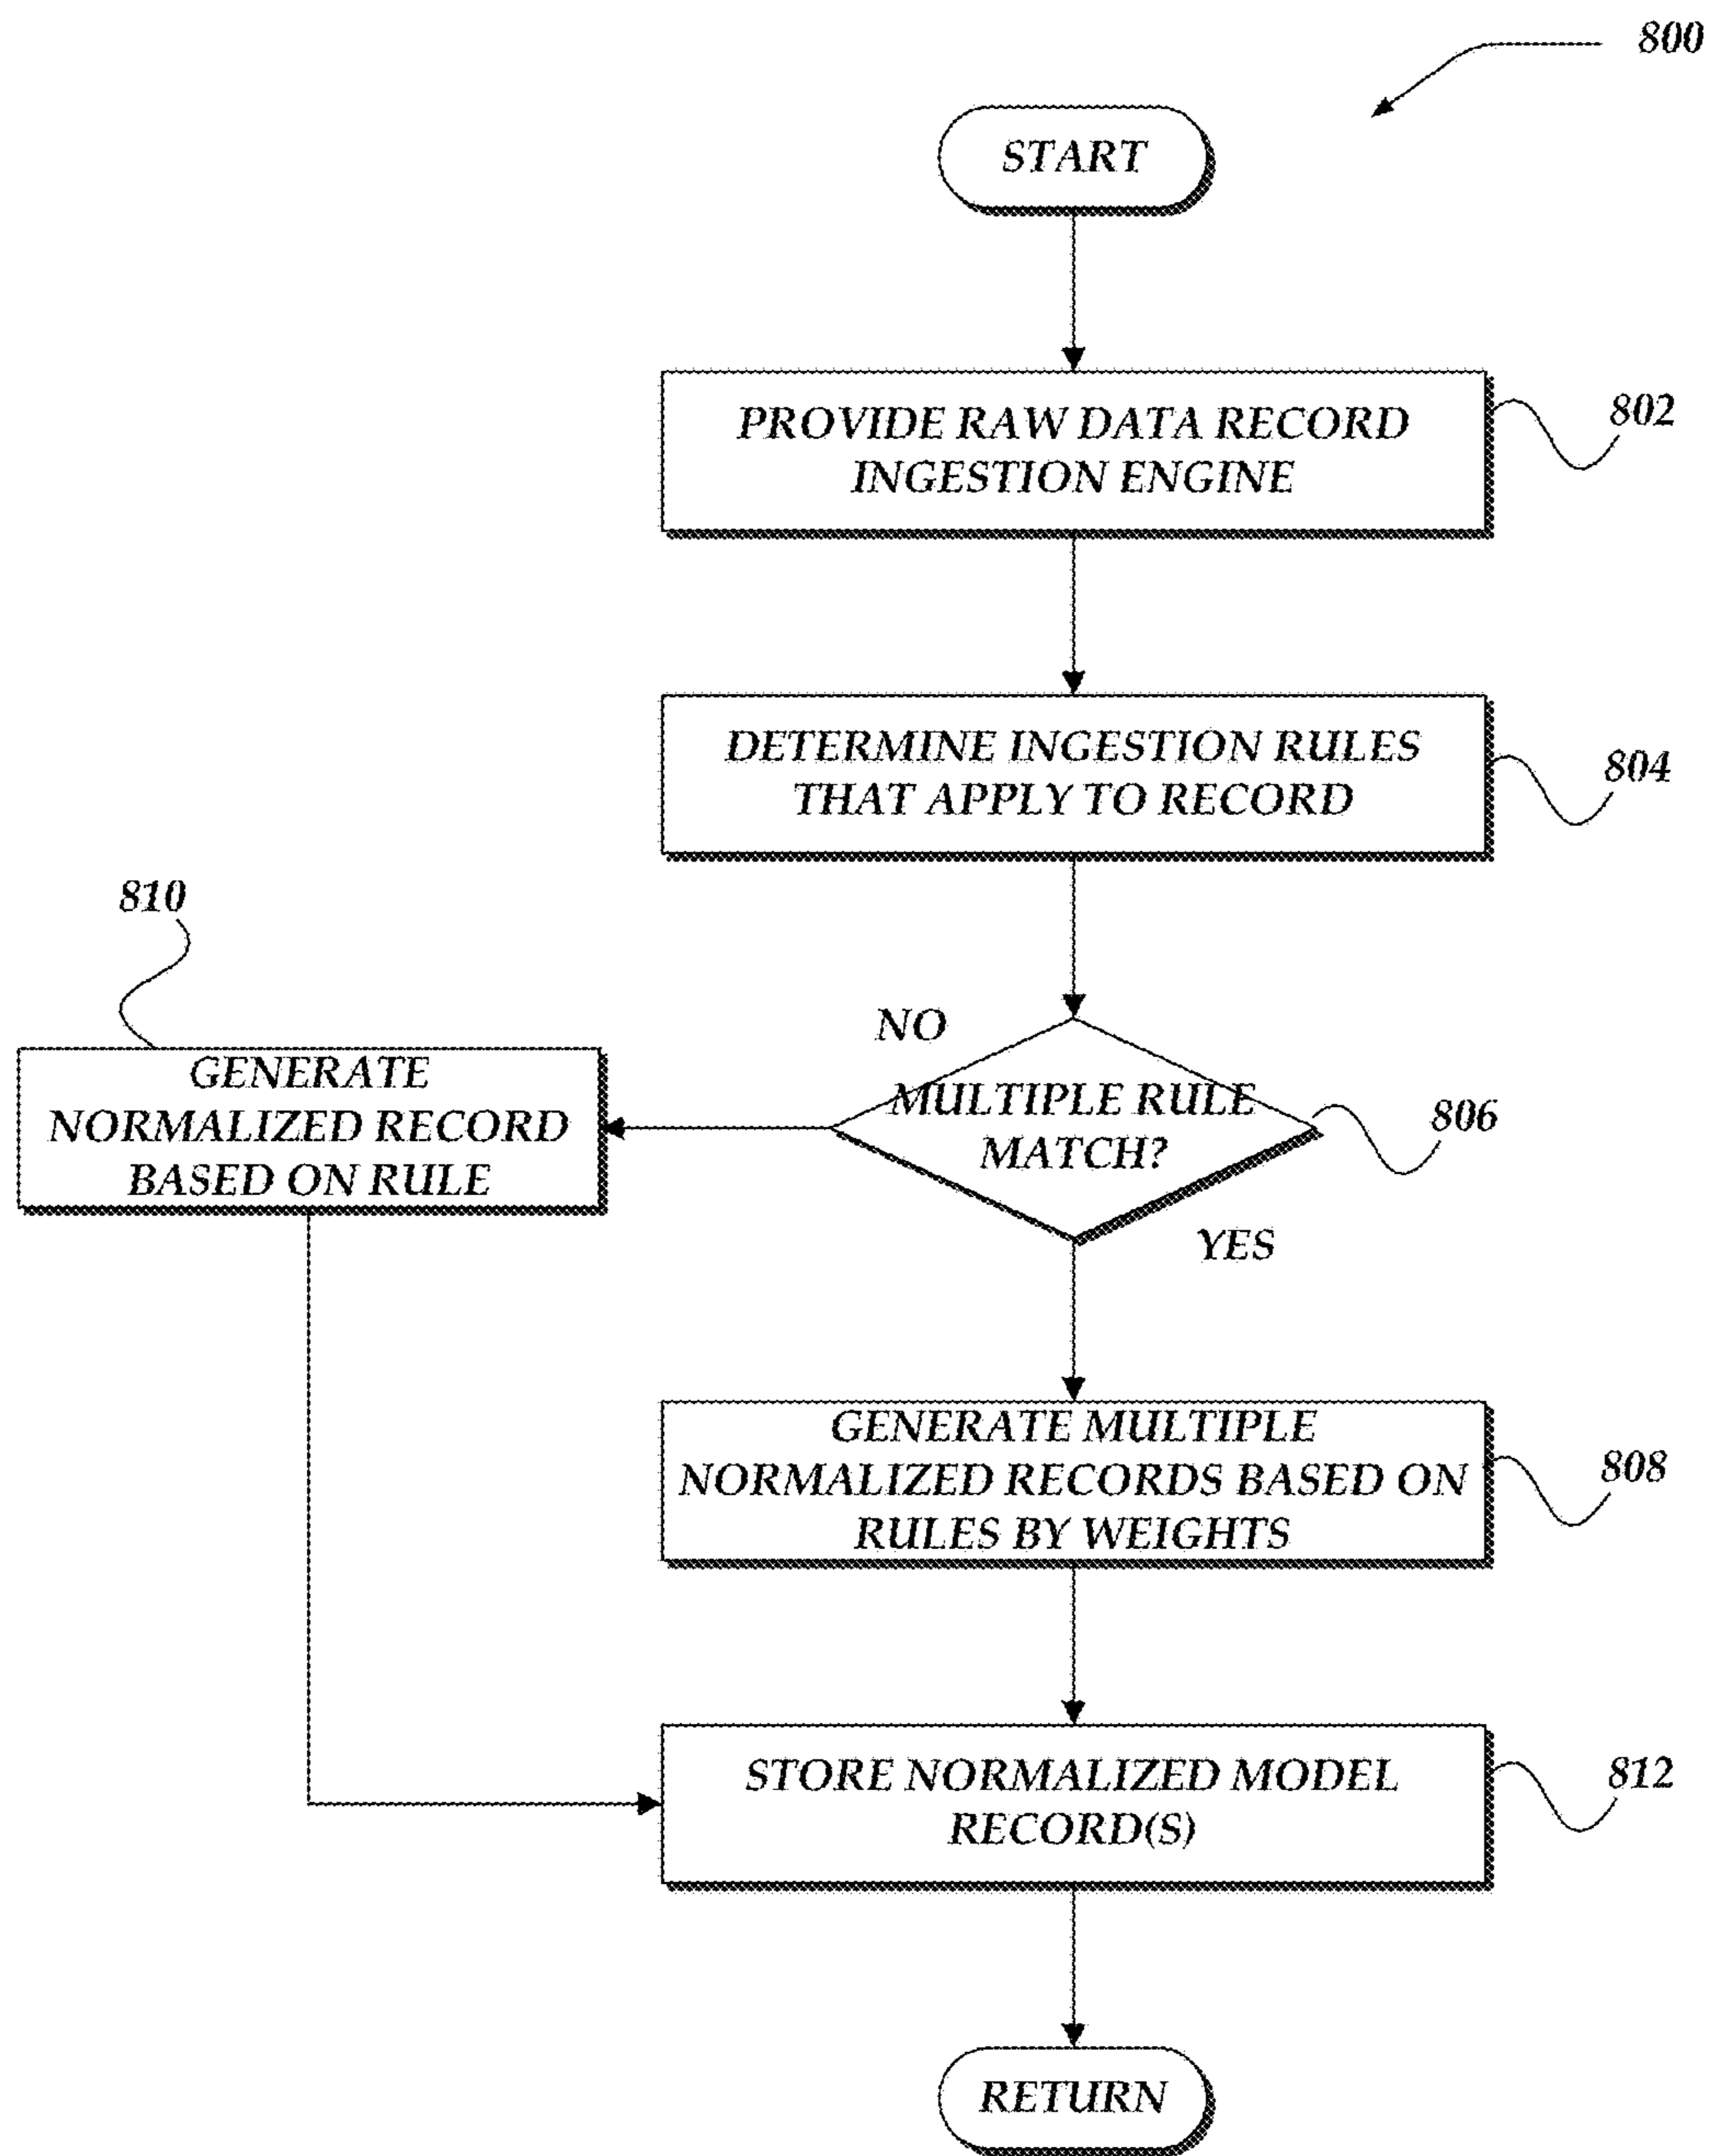 800
START
PROVIDE RAW DATA RECORD
INGESTION ENGINE
802
DETERMINE INGESTION RULES
THAT APPLY TO RECORD
804
810
NO
GENERATE
NORMALIZED RECORD
BASED ON RULE
MULTIPLE RULE
MATCH?
806
YES
GENERATE MULTIPLE
NORMALIZED RECORDS BASED ON
RULES BY WEIGHTS
808
STORE NORMALIZED MODEL
RECORD(S)
812
RETURN